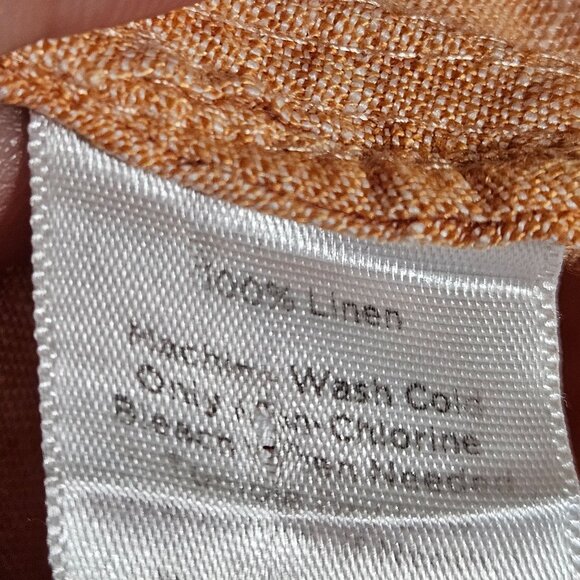 100% Linen
Machine Wash Cold
Only Non-Chlorine
Bleach When Needed